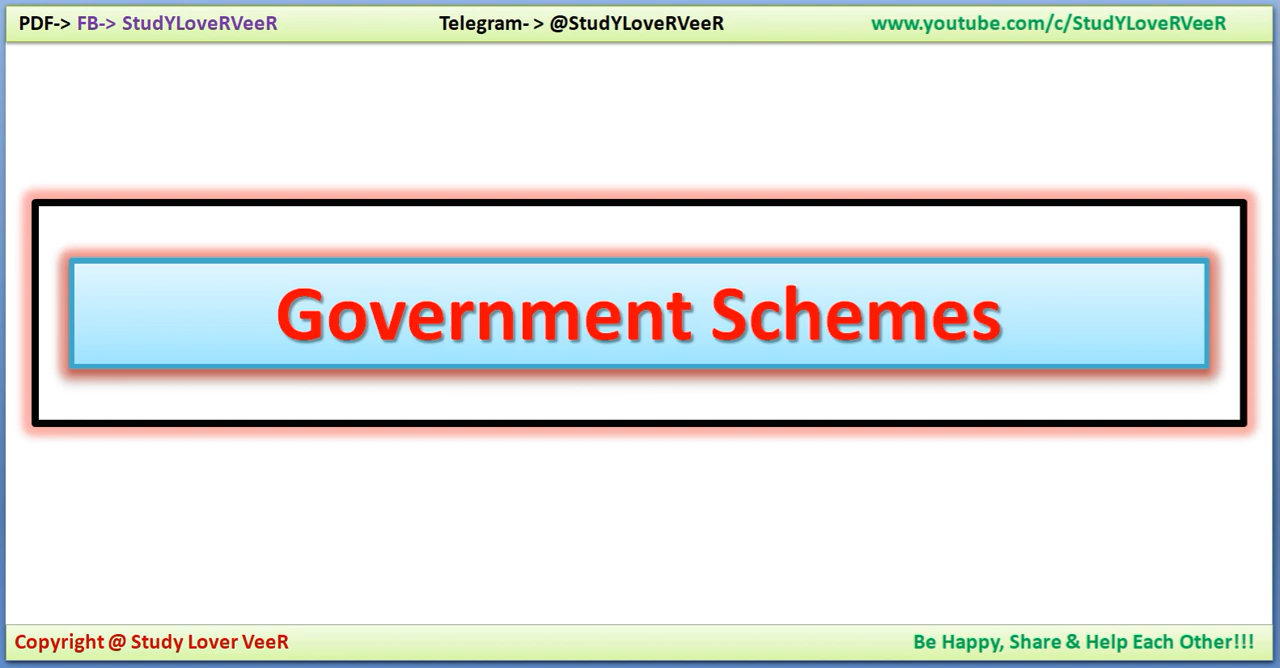 PDF-> FB-> StudYLoveRVeeR Telegram- > @StudYLoveRVeeR www.youtube.com/c/StudYLoveRVeeR
Government Schemes
Copyright @ Study Lover VeeR Be Happy, Share & Help Each Other!!!